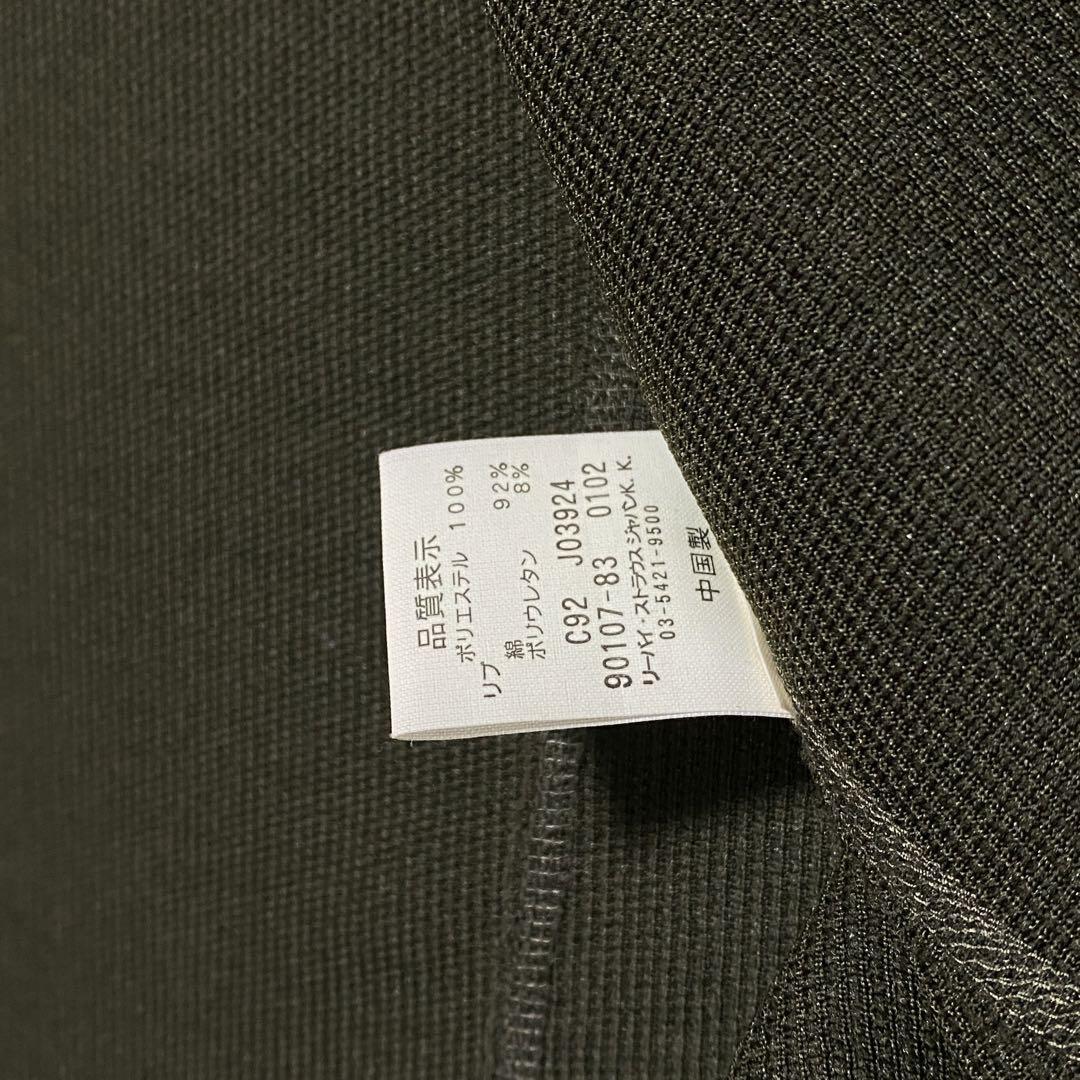 品質表示
ポリエステル 100%
リブ
綿 92%
ポリウレタン 8%
C92 J03924
90107-83 0102
リーバイ・ストラウスジャパンK.K.
03-5421-9500
中国製